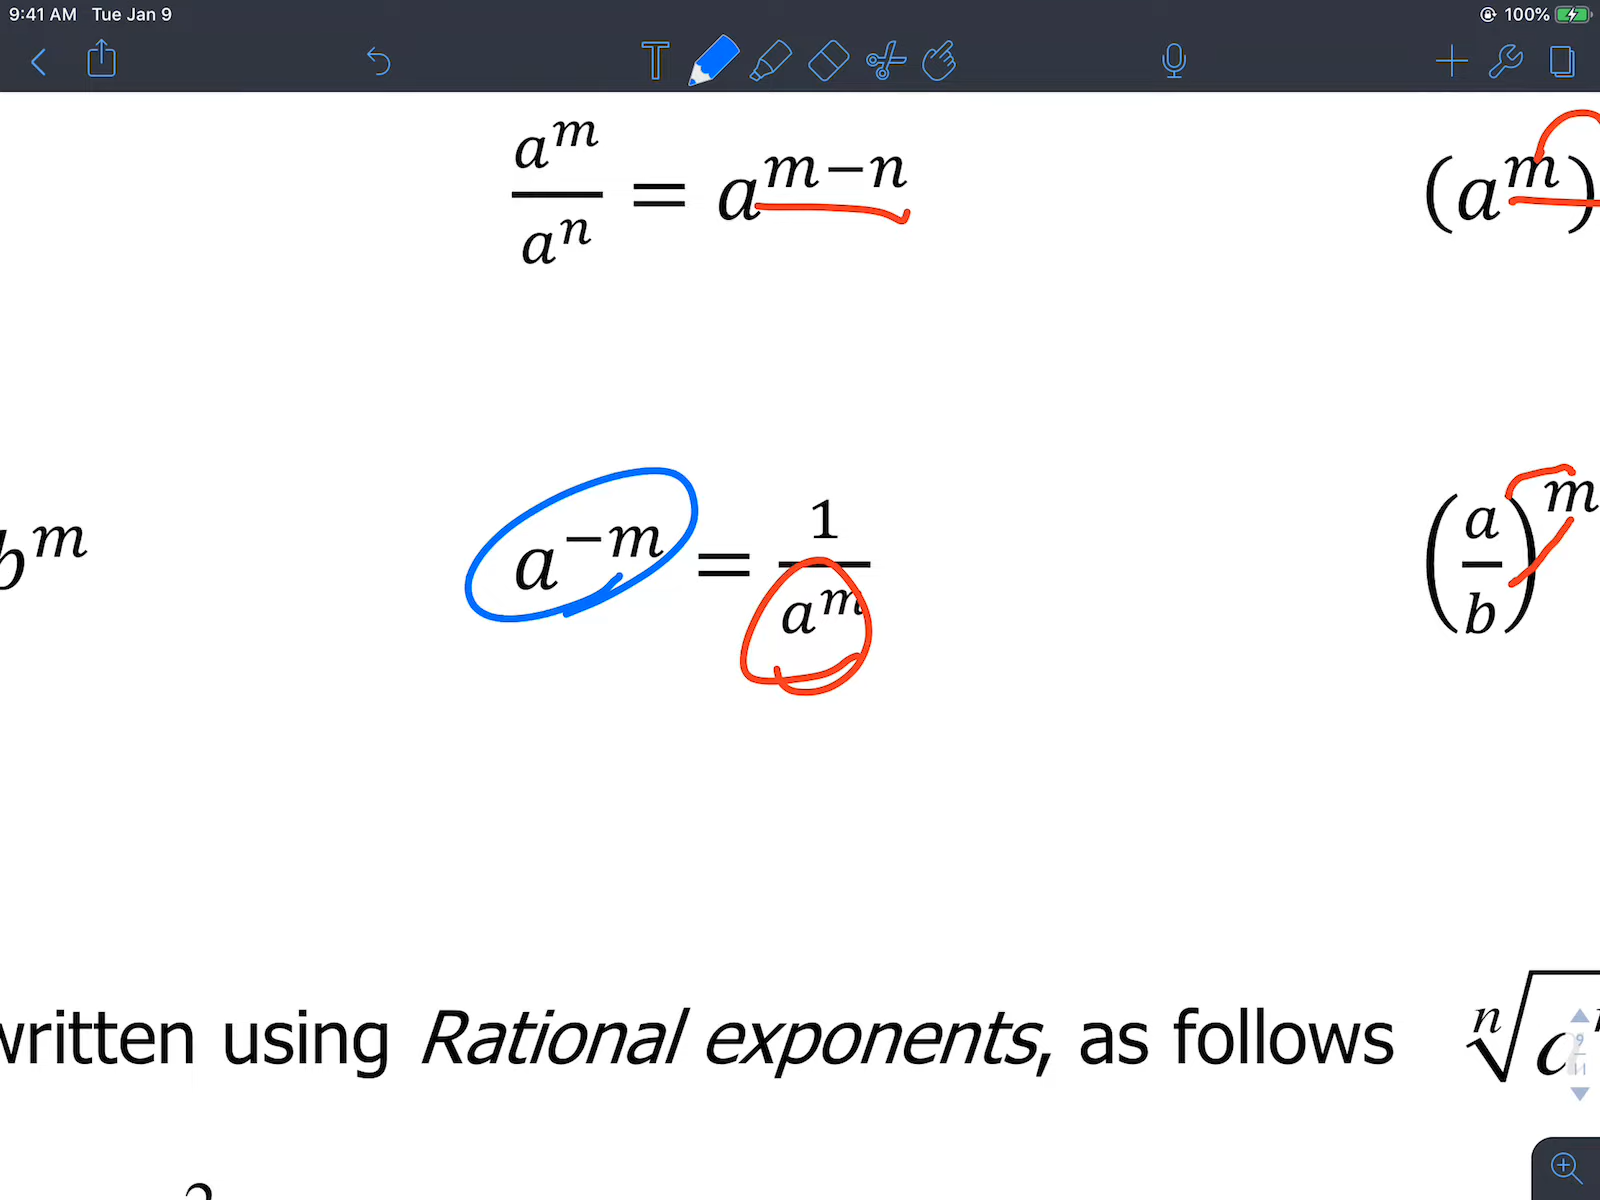 9:41 AM Tue Jan 9 100%
a^m / a^n = a^{m−n}
(a^m)
b^m
a^{−m} = 1 / a^m
(a/b)^m
written using Rational exponents, as follows ⁿ√a